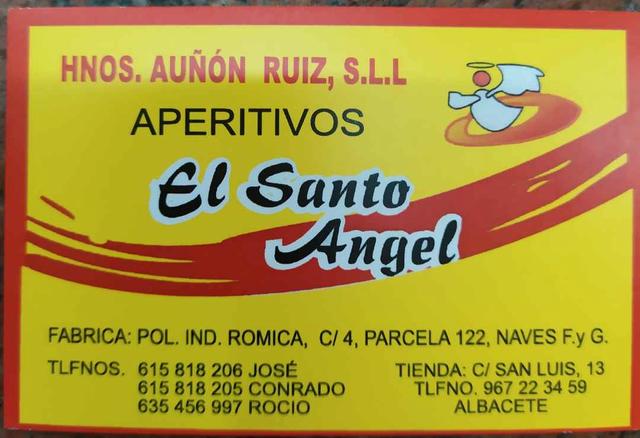 HNOS. AUÑÓN RUIZ, S.L.L
APERITIVOS
El Santo
Angel
FABRICA: POL. IND. ROMICA, C/ 4, PARCELA 122, NAVES F.y G.
TLFNOS. 615 818 206 JOSÉ
615 818 205 CONRADO
635 456 997 ROCIO
TIENDA: C/ SAN LUIS, 13
TLFNO. 967 22 34 59
ALBACETE